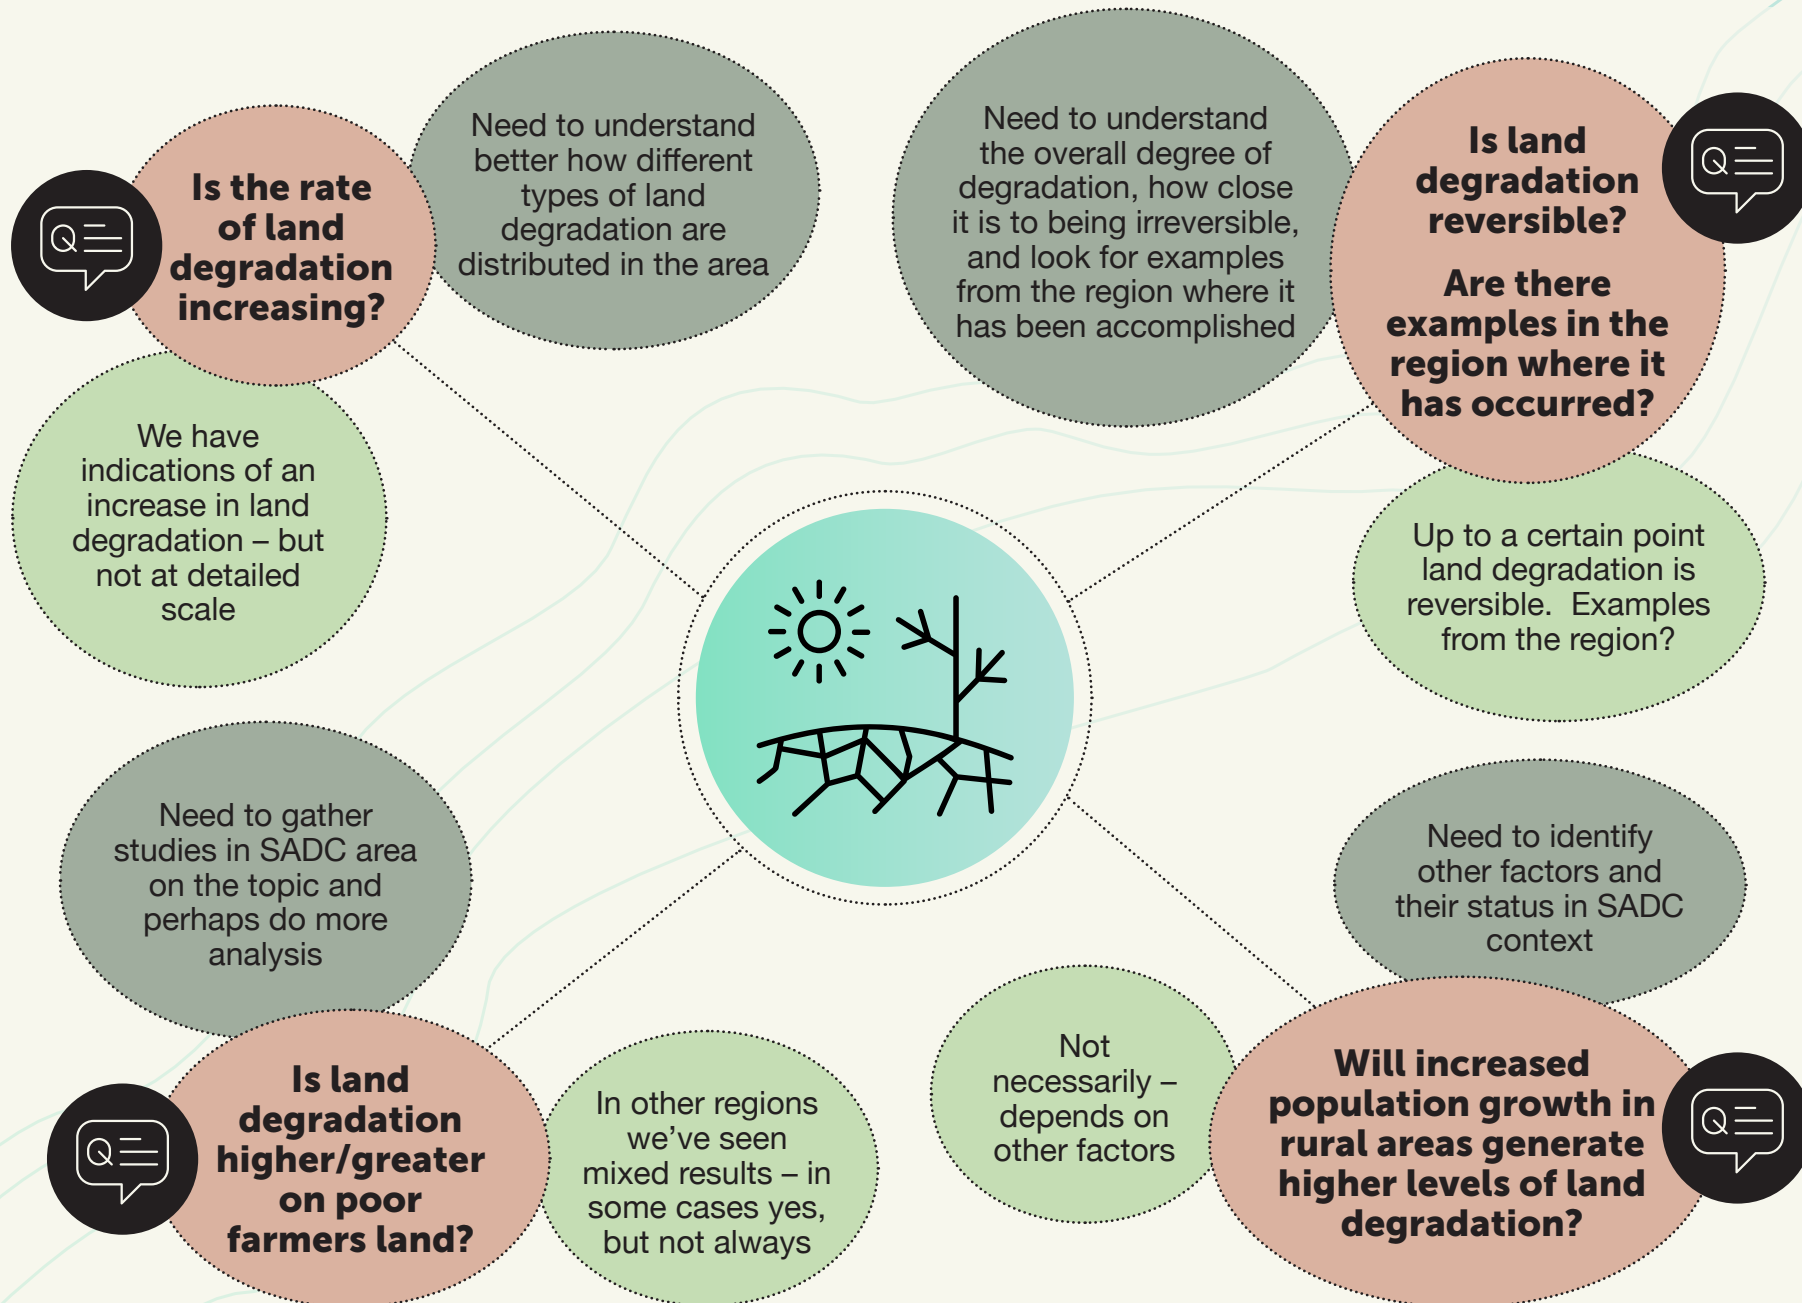 Is the rate
of land
degradation
increasing?
Need to understand
better how different
types of land
degradation are
distributed in the area
We have
indications of an
increase in land
degradation – but
not at detailed
scale
Need to understand
the overall degree of
degradation, how close
it is to being irreversible,
and look for examples
from the region where it
has been accomplished
Is land
degradation
reversible?
Are there
examples in the
region where it
has occurred?
Up to a certain point
land degradation is
reversible.  Examples
from the region?
Need to gather
studies in SADC area
on the topic and
perhaps do more
analysis
Is land
degradation
higher/greater
on poor
farmers land?
In other regions
we’ve seen
mixed results – in
some cases yes,
but not always
Need to identify
other factors and
their status in SADC
context
Not
necessarily –
depends on
other factors
Will increased
population growth in
rural areas generate
higher levels of land
degradation?
Q
Q
Q
Q